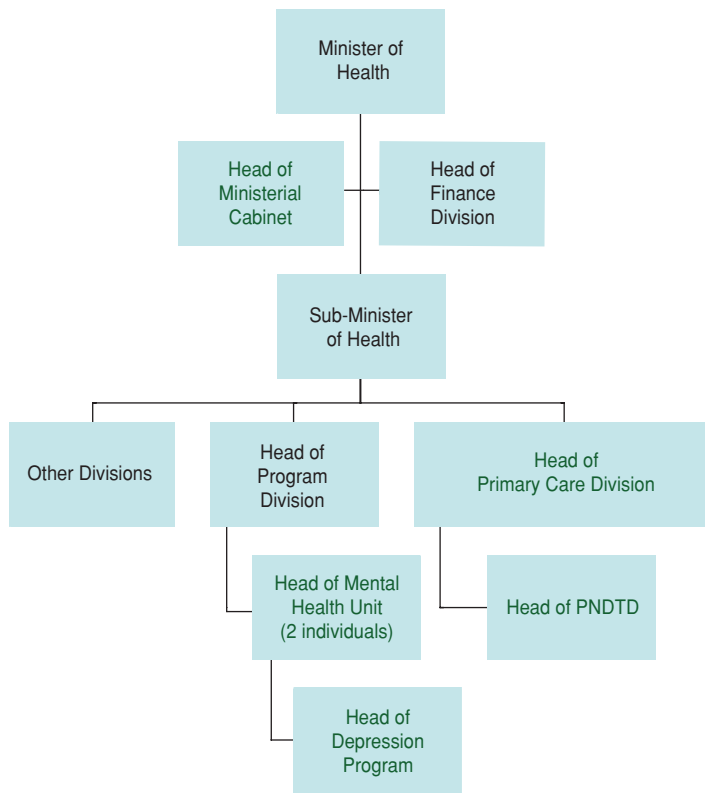 Minister of
Health
Head of
Ministerial
Cabinet
Head of
Finance
Division
Sub-Minister
of Health
Other Divisions
Head of
Program
Division
Head of
Primary Care Division
Head of Mental
Health Unit
(2 individuals)
Head of PNDTD
Head of
Depression
Program